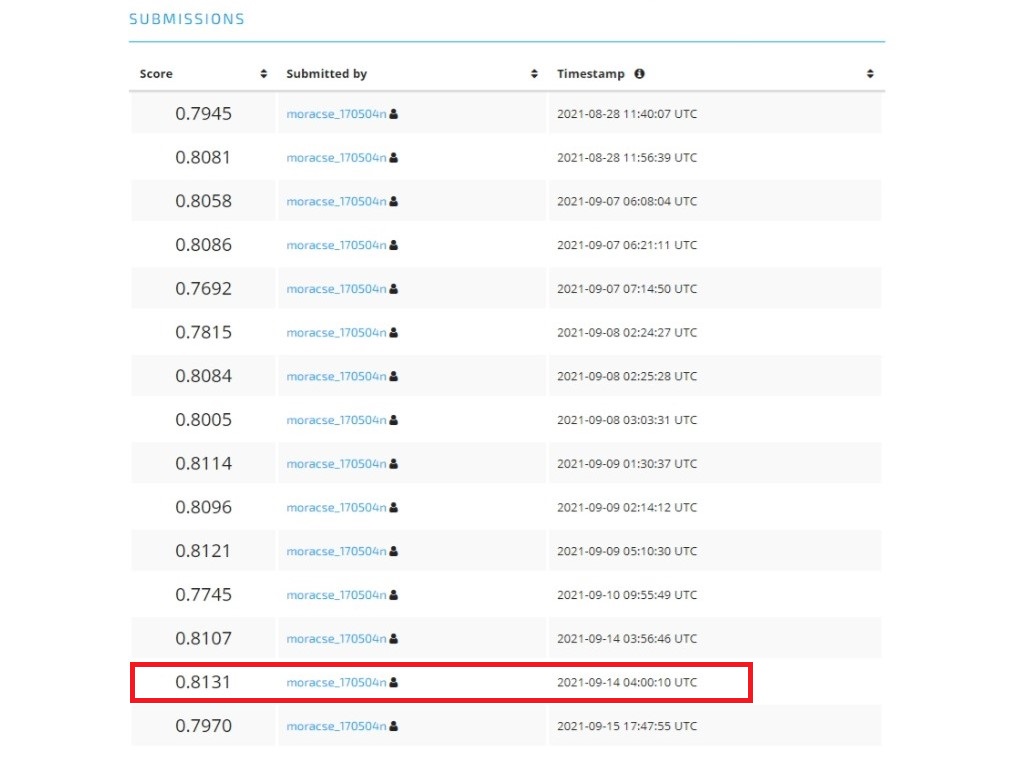 SUBMISSIONS
Score Submitted by Timestamp
0.7945 moracse_170504n 2021-08-28 11:40:07 UTC
0.8081 moracse_170504n 2021-08-28 11:56:39 UTC
0.8058 moracse_170504n 2021-09-07 06:08:04 UTC
0.8086 moracse_170504n 2021-09-07 06:21:11 UTC
0.7692 moracse_170504n 2021-09-07 07:14:50 UTC
0.7815 moracse_170504n 2021-09-08 02:24:27 UTC
0.8084 moracse_170504n 2021-09-08 02:25:28 UTC
0.8005 moracse_170504n 2021-09-08 03:03:31 UTC
0.8114 moracse_170504n 2021-09-09 01:30:37 UTC
0.8096 moracse_170504n 2021-09-09 02:14:12 UTC
0.8121 moracse_170504n 2021-09-09 05:10:30 UTC
0.7745 moracse_170504n 2021-09-10 09:55:49 UTC
0.8107 moracse_170504n 2021-09-14 03:56:46 UTC
0.8131 moracse_170504n 2021-09-14 04:00:10 UTC
0.7970 moracse_170504n 2021-09-15 17:47:55 UTC